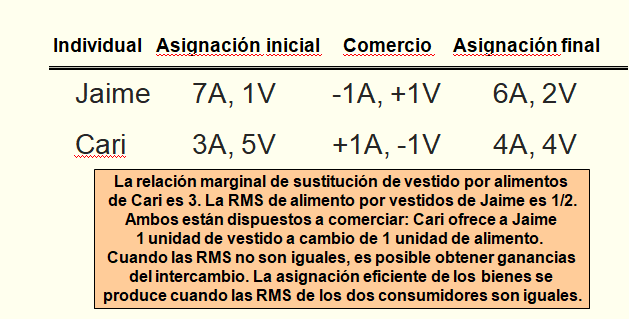 Individual Asignación inicial Comercio Asignación final
Jaime 7A, 1V -1A, +1V 6A, 2V
Cari 3A, 5V +1A, -1V 4A, 4V
La relación marginal de sustitución de vestido por alimentos
de Cari es 3. La RMS de alimento por vestidos de Jaime es 1/2.
Ambos están dispuestos a comerciar: Cari ofrece a Jaime
1 unidad de vestido a cambio de 1 unidad de alimento.
Cuando las RMS no son iguales, es posible obtener ganancias
del intercambio. La asignación eficiente de los bienes se
produce cuando las RMS de los dos consumidores son iguales.